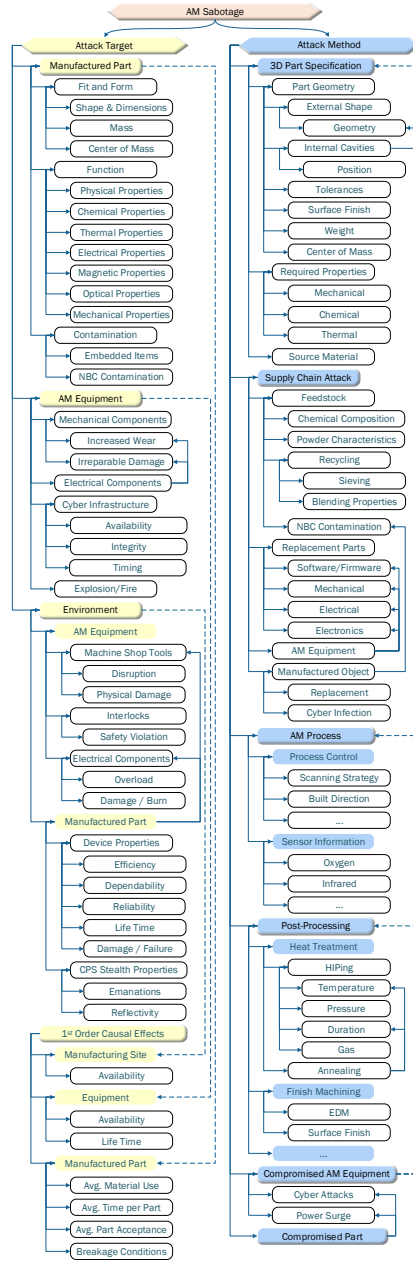 AM Sabotage
Attack Target
Manufactured Part
Fit and Form
Shape & Dimensions
Mass
Center of Mass
Function
Physical Properties
Chemical Properties
Thermal Properties
Electrical Properties
Magnetic Properties
Optical Properties
Mechanical Properties
Contamination
Embedded Items
NBC Contamination
AM Equipment
Mechanical Components
Increased Wear
Irreparable Damage
Electrical Components
Cyber Infrastructure
Availability
Integrity
Timing
Explosion/Fire
Environment
AM Equipment
Machine Shop Tools
Disruption
Physical Damage
Interlocks
Safety Violation
Electrical Components
Overload
Damage / Burn
Manufactured Part
Device Properties
Efficiency
Dependability
Reliability
Life Time
Damage / Failure
CPS Stealth Properties
Emanations
Reflectivity
1st Order Causal Effects
Manufacturing Site
Availability
Equipment
Availability
Life Time
Manufactured Part
Avg. Material Use
Avg. Time per Part
Avg. Part Acceptance
Breakage Conditions
Attack Method
3D Part Specification
Part Geometry
External Shape
Geometry
Internal Cavities
Position
Tolerances
Surface Finish
Weight
Center of Mass
Required Properties
Mechanical
Chemical
Thermal
Source Material
Supply Chain Attack
Feedstock
Chemical Composition
Powder Characteristics
Recycling
Sieving
Blending Properties
NBC Contamination
Replacement Parts
Software/Firmware
Mechanical
Electrical
Electronics
AM Equipment
Manufactured Object
Replacement
Cyber Infection
AM Process
Process Control
Scanning Strategy
Built Direction
...
Sensor Information
Oxygen
Infrared
...
Post-Processing
Heat Treatment
HIPing
Temperature
Pressure
Duration
Gas
Annealing
Finish Machining
EDM
Surface Finish
...
Compromised AM Equipment
Cyber Attacks
Power Surge
Compromised Part